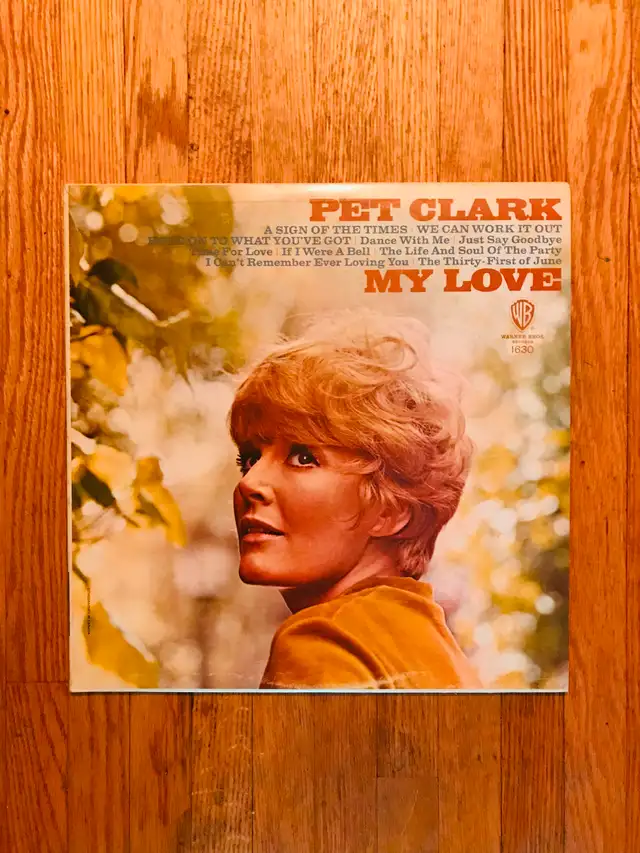 PET CLARK
A SIGN OF THE TIMES | WE CAN WORK IT OUT
ON TO WHAT YOU'VE GOT | Dance With Me | Just Say Goodbye
For Love | If I Were A Bell | The Life And Soul Of The Party
I Can't Remember Ever Loving You | The Thirty-First of June
MY LOVE
WB
WARNER BROS.
RECORDS
1630